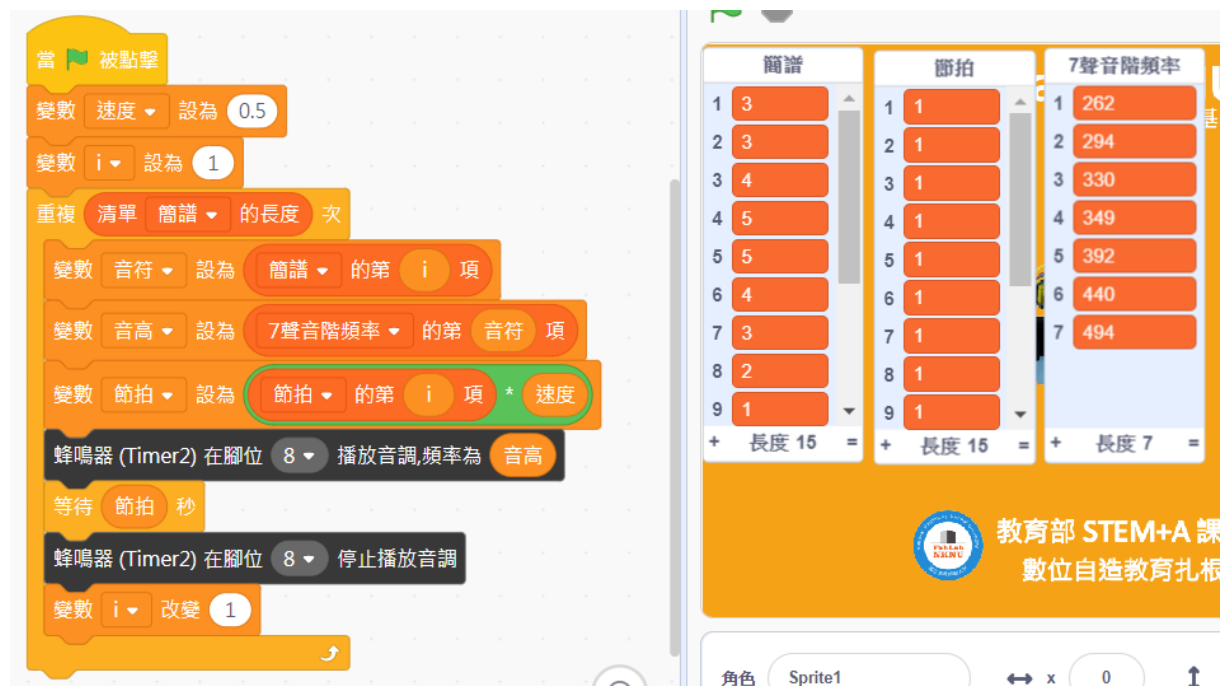 當 被點擊
變數 速度 設為 0.5
變數 i 設為 1
重複 清單 簡譜 的長度 次
變數 音符 設為 簡譜 的第 i 項
變數 音高 設為 7聲音階頻率 的第 音符 項
變數 節拍 設為 節拍 的第 i 項 * 速度
蜂鳴器 (Timer2) 在腳位 8 播放音調,頻率為 音高
等待 節拍 秒
蜂鳴器 (Timer2) 在腳位 8 停止播放音調
變數 i 改變 1
簡譜
1 3
2 3
3 4
4 5
5 5
6 4
7 3
8 2
9 1
+ 長度 15 =
節拍
1 1
2 1
3 1
4 1
5 1
6 1
7 1
8 1
9 1
+ 長度 15 =
7聲音階頻率
1 262
2 294
3 330
4 349
5 392
6 440
7 494
+ 長度 7 =
FabLab
NKNU
教育部 STEM+A 課
數位自造教育扎根
角色 Sprite1 x 0